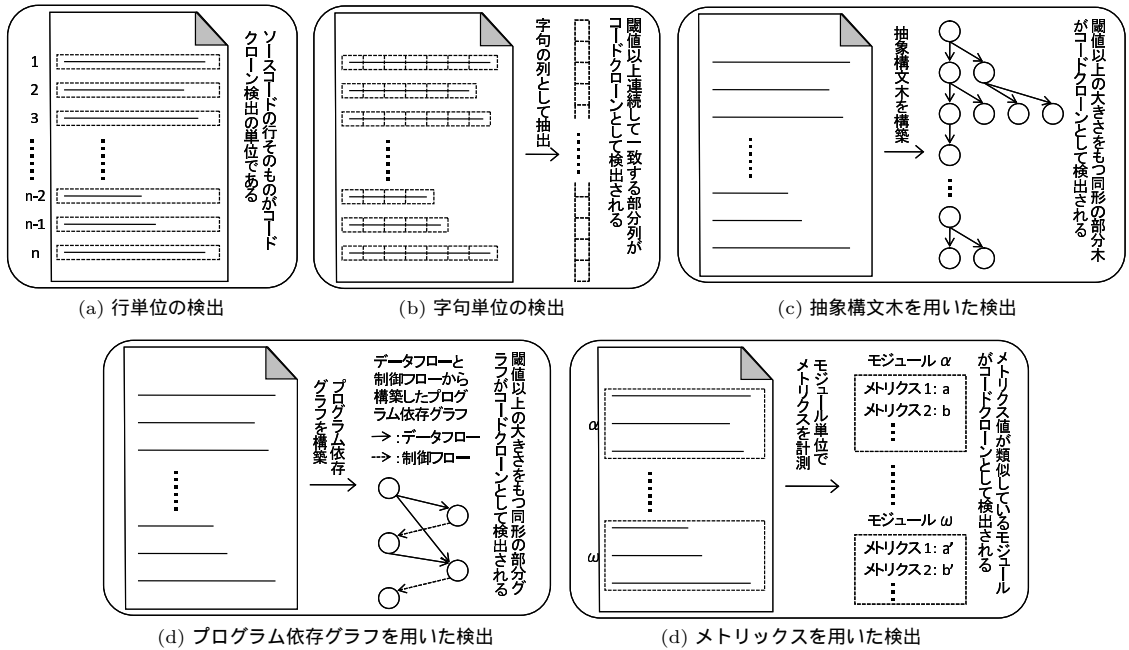 1
2
3
n-2
n-1
n
ソースコードの行そのものがコード
クローン検出の単位である
(a) 行単位の検出
字句の列として抽出
閾値以上連続して一致する部分列が
コードクローンとして検出される
(b) 字句単位の検出
抽象構文木を構築
閾値以上の大きさをもつ同形の部分木
がコードクローンとして検出される
(c) 抽象構文木を用いた検出
プログラム依存
グラフを構築
データフローと
制御フローから
構築したプログ
ラム依存グラフ
→:データフロー
⇢:制御フロー
閾値以上の大きさをもつ同形の部分グ
ラフがコードクローンとして検出される
(d) プログラム依存グラフを用いた検出
α
ω
モジュール単位で
メトリクスを計測
モジュール α
メトリクス1: a
メトリクス2: b
モジュール ω
メトリクス1: a’
メトリクス2: b’
メトリクス値が類似しているモジュール
がコードクローンとして検出される
(d) メトリックスを用いた検出